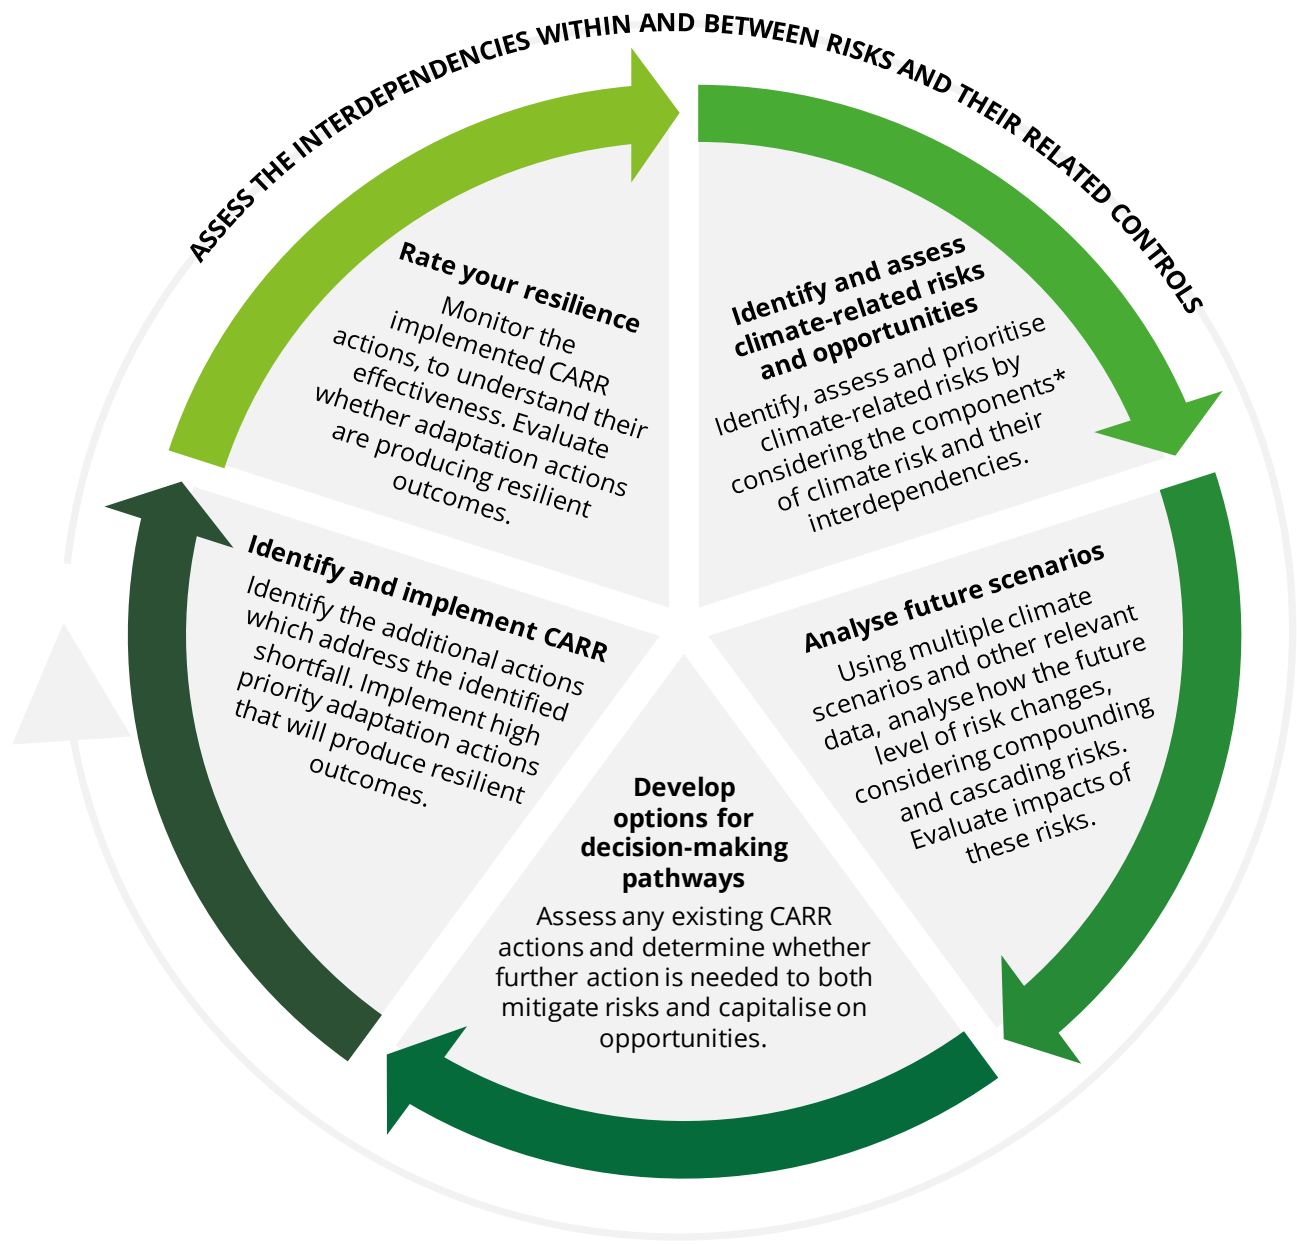 ASSESS THE INTERDEPENDENCIES WITHIN AND BETWEEN RISKS AND THEIR RELATED CONTROLS
Identify and assess
climate-related risks
and opportunities
Identify, assess and prioritise
climate-related risks by
considering the components*
of climate risk and their
interdependencies.
Analyse future scenarios
Using multiple climate
scenarios and other relevant
data, analyse how the future
level of risk changes,
considering compounding
and cascading risks.
Evaluate impacts of
these risks.
Develop
options for
decision-making
pathways
Assess any existing CARR
actions and determine whether
further action is needed to both
mitigate risks and capitalise on
opportunities.
Identify and implement CARR
Identify the additional actions
which address the identified
shortfall. Implement high
priority adaptation actions
that will produce resilient
outcomes.
Rate your resilience
Monitor the
implemented CARR
actions, to understand their
effectiveness. Evaluate
whether adaptation actions
are producing resilient
outcomes.